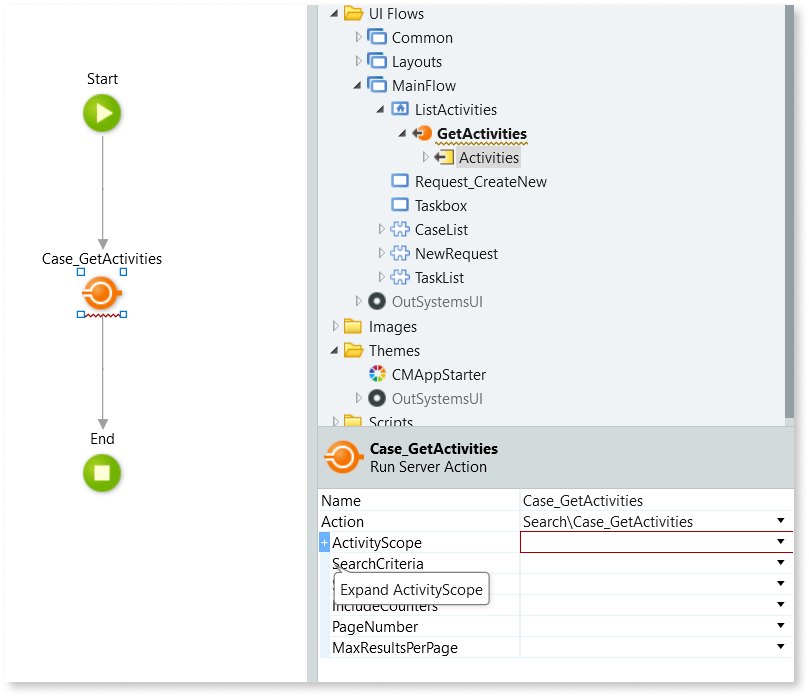 Start
Case_GetActivities
End
UI Flows
Common
Layouts
MainFlow
ListActivities
GetActivities
Activities
Request_CreateNew
Taskbox
CaseList
NewRequest
TaskList
OutSystemsUI
Images
Themes
CMAppStarter
OutSystemsUI
Scripts
Case_GetActivities
Run Server Action
Name Case_GetActivities
Action Search\Case_GetActivities
+ ActivityScope
SearchCriteria
Expand ActivityScope
IncludeCounters
PageNumber
MaxResultsPerPage